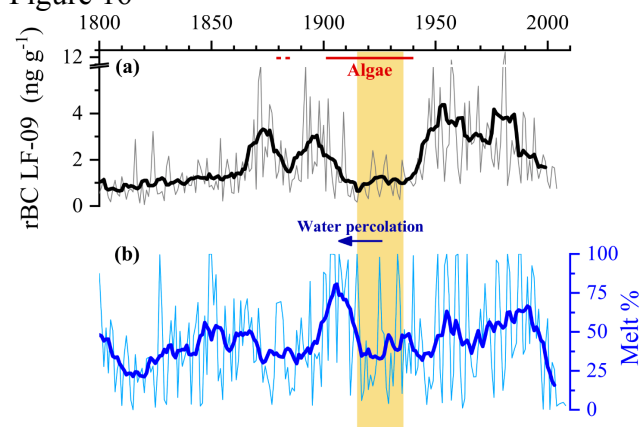 Figure 10
1800 1850 1900 1950 2000
12
(a)
Algae
4
2
0
rBC LF-09 (ng g⁻¹)
Water percolation
(b)
100
75
50
25
0
Melt %